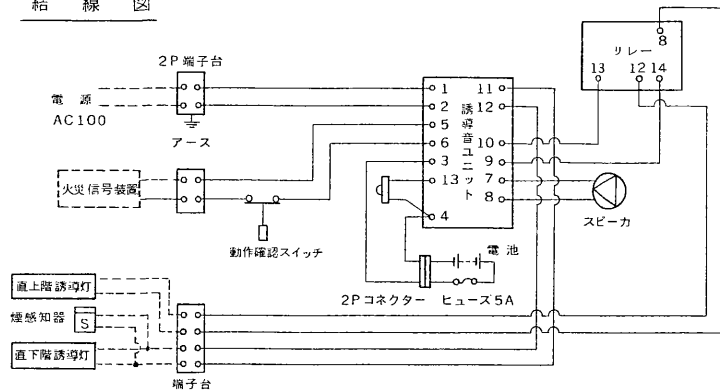 結線図
2P端子台
電源
AC100
アース
火災信号装置
動作確認スイッチ
直上階誘導灯
煙感知器
S
直下階誘導灯
端子台
1
2
5
6
3
13
4
誘導音ユニット
11
12
10
9
7
8
リレー
8
13 12 14
スピーカ
電池
2Pコネクター ヒューズ5A